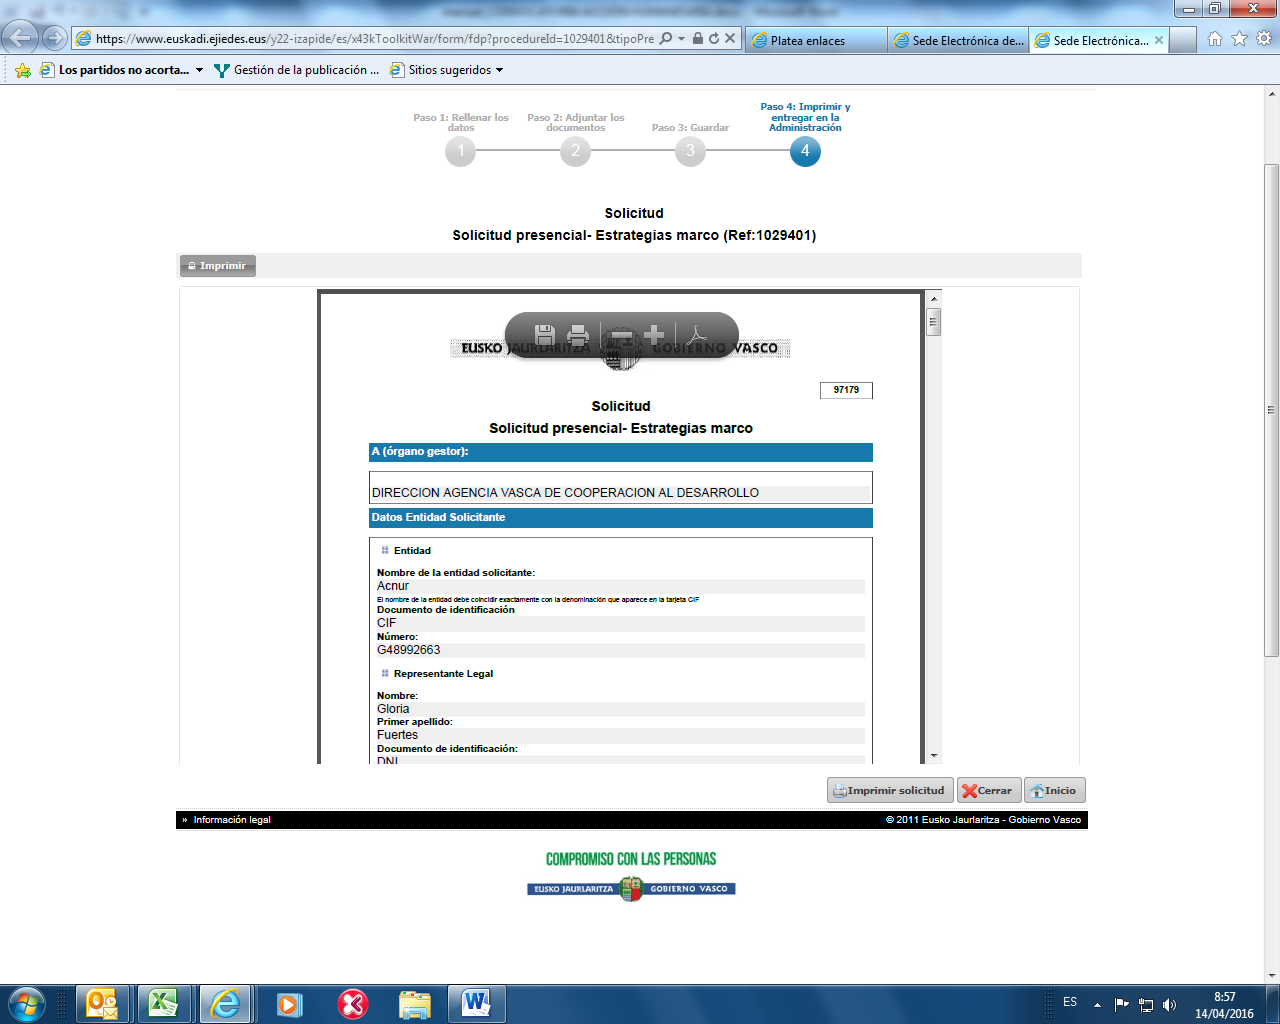 https://www.euskadi.ejiedes.eus/y22-izapide/es/x43kToolkitWar/form/fdp?procedureId=1029401&tipoPre
Platea enlaces
Sede Electrónica de...
Sede Electrónica...
Los partidos no acorta...
Gestión de la publicación ...
Sitios sugeridos
Paso 1: Rellenar los datos
Paso 2: Adjuntar los documentos
Paso 3: Guardar
Paso 4: Imprimir y entregar en la Administración
1
2
3
4
Solicitud
Solicitud presencial- Estrategias marco (Ref:1029401)
Imprimir
EUSKO JAURLARITZA GOBIERNO VASCO
97179
Solicitud
Solicitud presencial- Estrategias marco
A (órgano gestor):
DIRECCION AGENCIA VASCA DE COOPERACION AL DESARROLLO
Datos Entidad Solicitante
Entidad
Nombre de la entidad solicitante:
Acnur
El nombre de la entidad debe coincidir exactamente con la denominación que aparece en la tarjeta CIF
Documento de identificación
CIF
Número:
G48992663
Representante Legal
Nombre:
Gloria
Primer apellido:
Fuertes
Documento de identificación:
DNI
Imprimir solicitud
Cerrar
Inicio
» Información legal
© 2011 Eusko Jaurlaritza - Gobierno Vasco
COMPROMISO CON LAS PERSONAS
EUSKO JAURLARITZA GOBIERNO VASCO
ES
8:57
14/04/2016